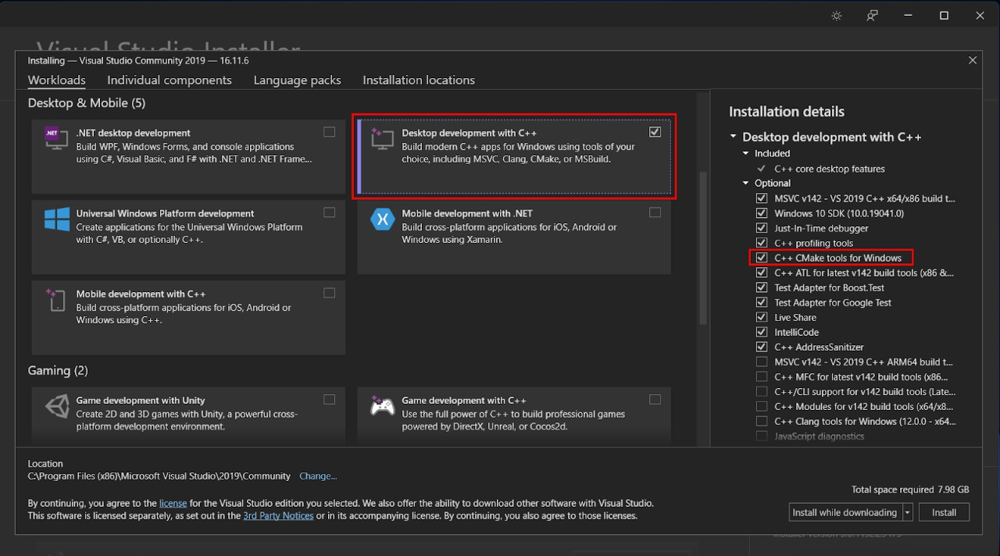 Visual Studio Installer
Installing — Visual Studio Community 2019 — 16.11.6
Workloads Individual components Language packs Installation locations
Desktop & Mobile (5)
.NET
.NET desktop development
Build WPF, Windows Forms, and console applications
using C#, Visual Basic, and F# with .NET and .NET Frame...
Desktop development with C++
Build modern C++ apps for Windows using tools of your
choice, including MSVC, Clang, CMake, or MSBuild.
Universal Windows Platform development
Create applications for the Universal Windows Platform
with C#, VB, or optionally C++.
Mobile development with .NET
Build cross-platform applications for iOS, Android or
Windows using Xamarin.
Mobile development with C++
Build cross-platform applications for iOS, Android or
Windows using C++.
Gaming (2)
Game development with Unity
Create 2D and 3D games with Unity, a powerful cross-
platform development environment.
Game development with C++
Use the full power of C++ to build professional games
powered by DirectX, Unreal, or Cocos2d.
Installation details
Desktop development with C++
Included
C++ core desktop features
Optional
MSVC v142 - VS 2019 C++ x64/x86 build t...
Windows 10 SDK (10.0.19041.0)
Just-In-Time debugger
C++ profiling tools
C++ CMake tools for Windows
C++ ATL for latest v142 build tools (x86 &...
Test Adapter for Boost.Test
Test Adapter for Google Test
Live Share
IntelliCode
C++ AddressSanitizer
MSVC v142 - VS 2019 C++ ARM64 build t...
C++ MFC for latest v142 build tools (x86...
C++/CLI support for v142 build tools (Late...
C++ Modules for v142 build tools (x64/x8...
C++ Clang tools for Windows (12.0.0 - x64...
JavaScript diagnostics
Location
C:\Program Files (x86)\Microsoft Visual Studio\2019\Community Change...
By continuing, you agree to the license for the Visual Studio edition you selected. We also offer the ability to download other software with Visual Studio.
This software is licensed separately, as set out in the 3rd Party Notices or in its accompanying license. By continuing, you also agree to those licenses.
Total space required 7.98 GB
Install while downloading Install